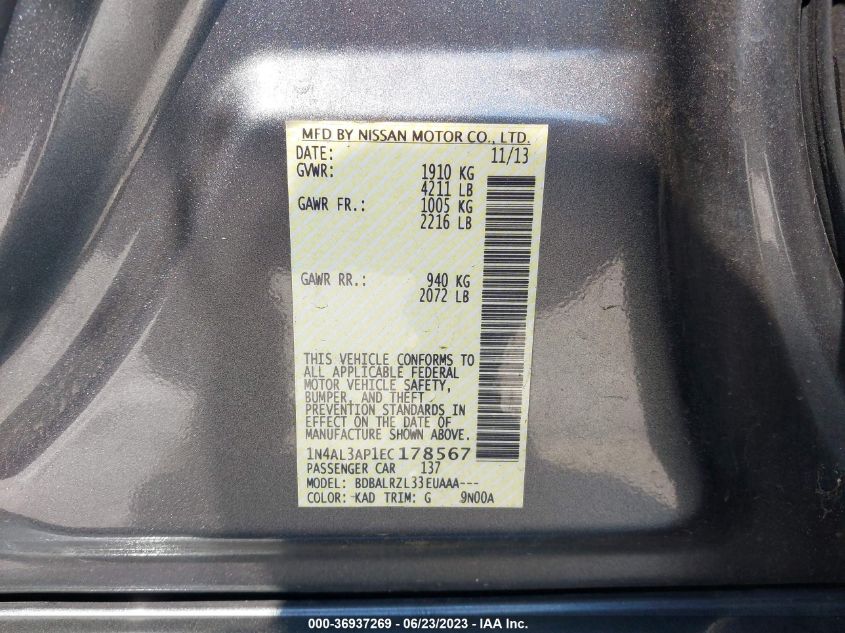 MFD BY NISSAN MOTOR CO., LTD.
DATE: 11/13
GVWR: 1910 KG
4211 LB
GAWR FR.: 1005 KG
2216 LB
GAWR RR.: 940 KG
2072 LB
THIS VEHICLE CONFORMS TO
ALL APPLICABLE FEDERAL
MOTOR VEHICLE SAFETY,
BUMPER, AND THEFT
PREVENTION STANDARDS IN
EFFECT ON THE DATE OF
MANUFACTURE SHOWN ABOVE.
1N4AL3AP1EC178567
PASSENGER CAR 137
MODEL: BDBALRZL33EUAAA---
COLOR: KAD TRIM: G 9N00A
000-36937269 - 06/23/2023 - IAA Inc.